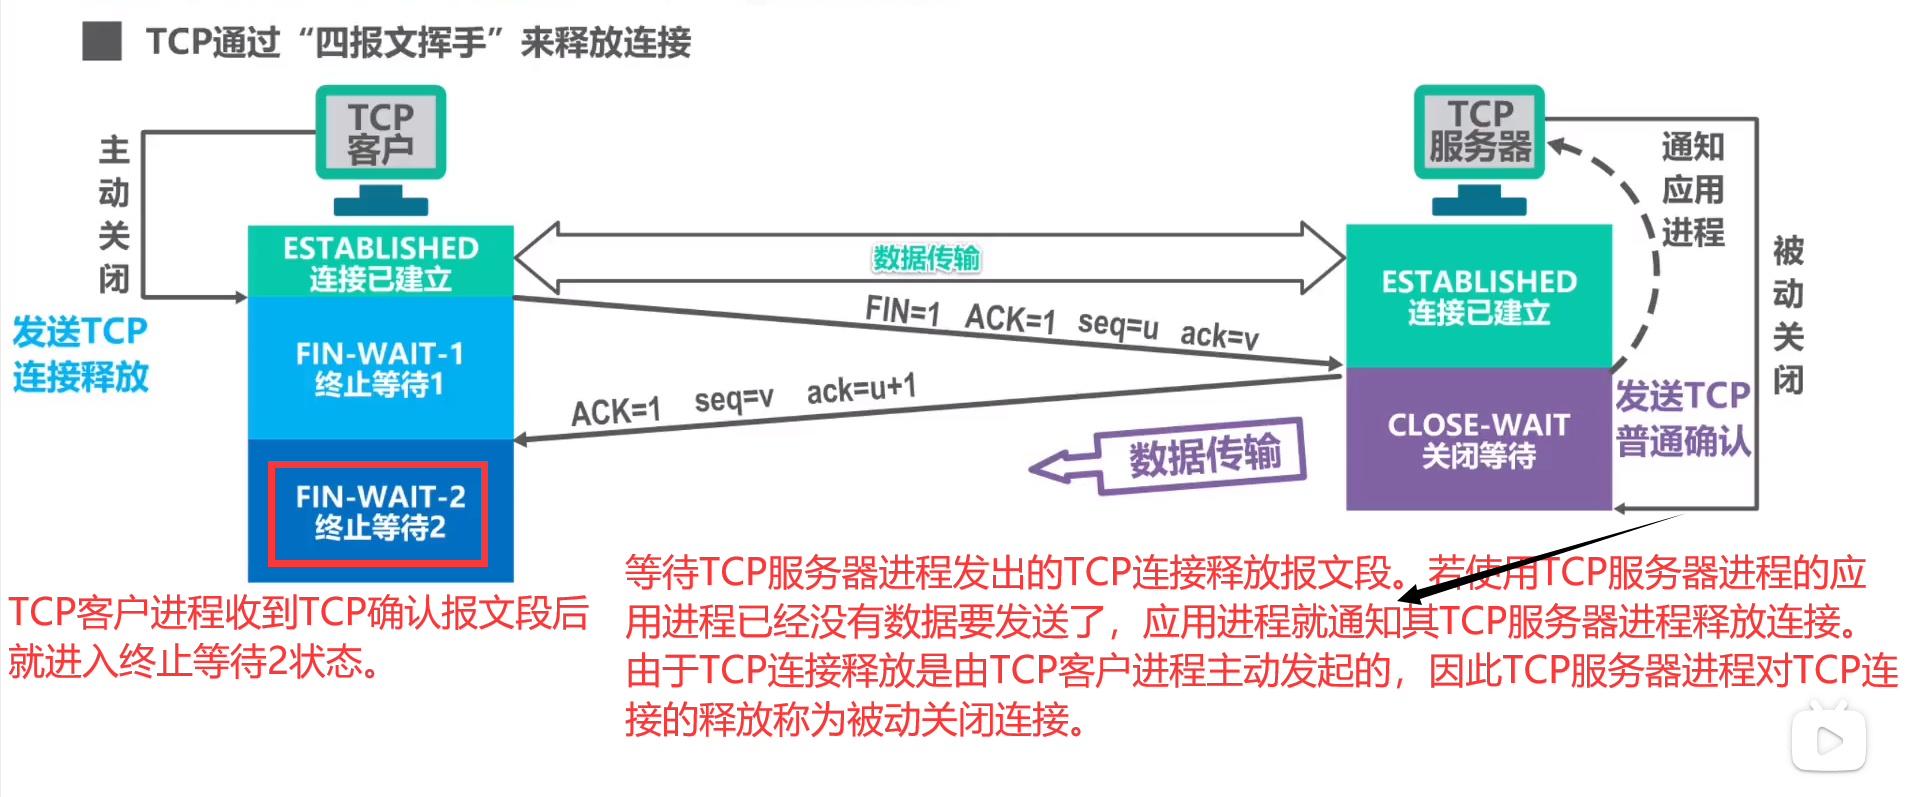 TCP通过“四报文挥手”来释放连接
TCP
客户
TCP
服务器
主动关闭
通知
应用
进程
被动关闭
ESTABLISHED
连接已建立
数据传输
ESTABLISHED
连接已建立
FIN=1 ACK=1 seq=u ack=v
发送TCP
连接释放
FIN-WAIT-1
终止等待1
ACK=1 seq=v ack=u+1
CLOSE-WAIT
关闭等待
发送TCP
普通确认
数据传输
FIN-WAIT-2
终止等待2
TCP客户进程收到TCP确认报文段后
就进入终止等待2状态。
等待TCP服务器进程发出的TCP连接释放报文段。若使用TCP服务器进程的应
用进程已经没有数据要发送了，应用进程就通知其TCP服务器进程释放连接。
由于TCP连接释放是由TCP客户进程主动发起的，因此TCP服务器进程对TCP连
接的释放称为被动关闭连接。